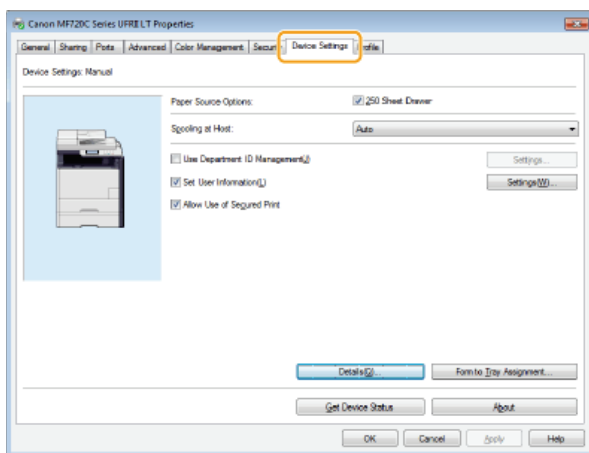 Canon MF720C Series UFRII LT Properties
General Sharing Ports Advanced Color Management Device Settings
Device Settings: Manual
Paper Source Options: 250 Sheet Drawer
Spooling at Host: Auto
Use Department ID Management(J) Settings...
Set User Information(L) Settings(W)...
Allow Use of Secured Print
Details(G)... Form to Tray Assignment...
Get Device Status About
OK Cancel Apply Help